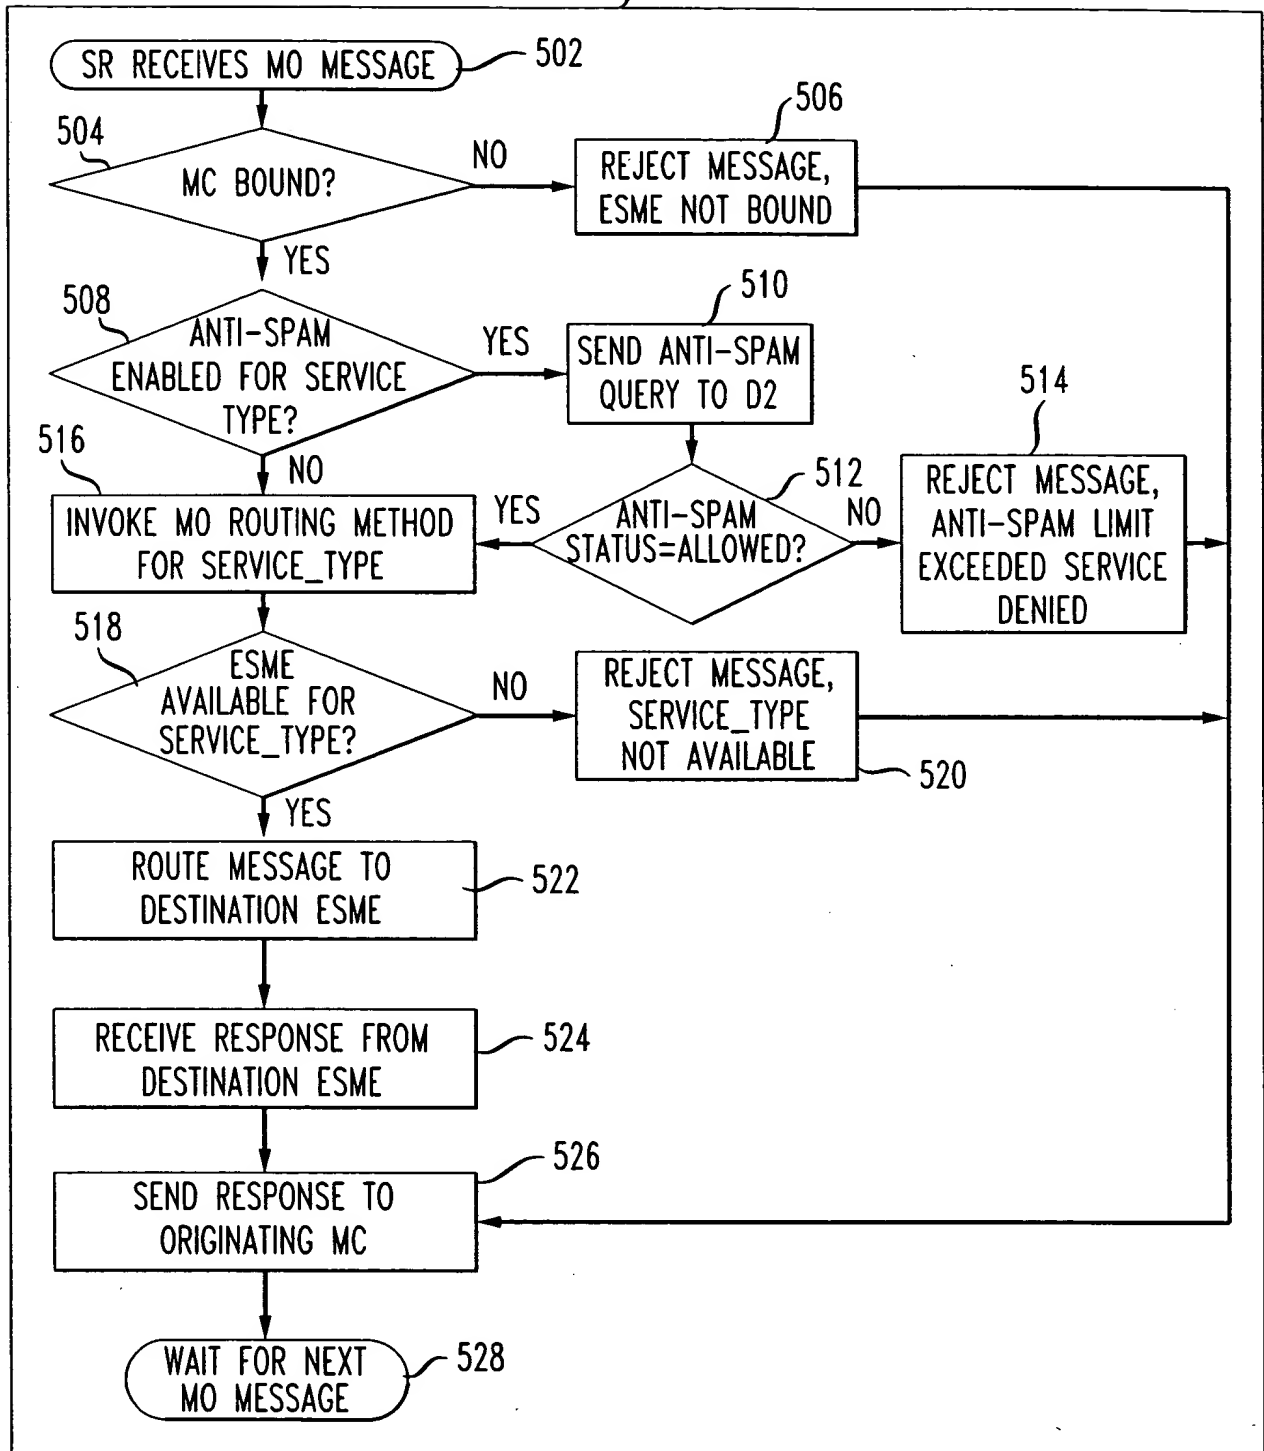 SR RECEIVES MO MESSAGE
502
504
MC BOUND?
NO
506
REJECT MESSAGE,
ESME NOT BOUND
YES
508
ANTI-SPAM
ENABLED FOR SERVICE
TYPE?
YES
510
SEND ANTI-SPAM
QUERY TO D2
NO
512
ANTI-SPAM
STATUS=ALLOWED?
YES
NO
514
REJECT MESSAGE,
ANTI-SPAM LIMIT
EXCEEDED SERVICE
DENIED
516
INVOKE MO ROUTING METHOD
FOR SERVICE_TYPE
518
ESME
AVAILABLE FOR
SERVICE_TYPE?
NO
REJECT MESSAGE,
SERVICE_TYPE
NOT AVAILABLE
520
YES
ROUTE MESSAGE TO
DESTINATION ESME
522
RECEIVE RESPONSE FROM
DESTINATION ESME
524
SEND RESPONSE TO
ORIGINATING MC
526
WAIT FOR NEXT
MO MESSAGE
528